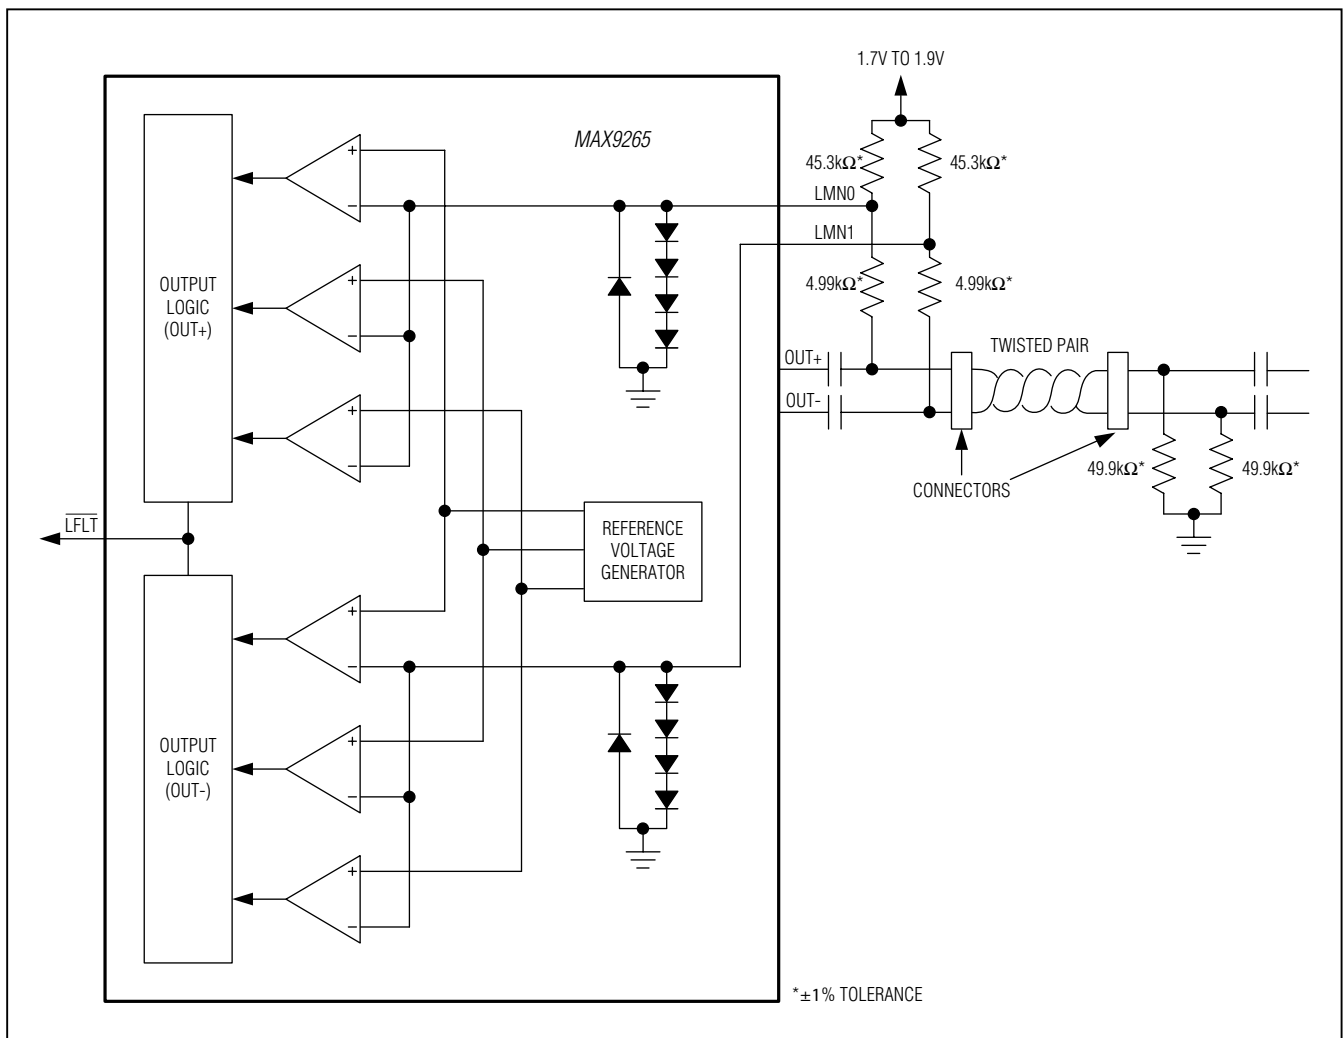 1.7V TO 1.9V
MAX9265
45.3kΩ*
45.3kΩ*
LMN0
LMN1
4.99kΩ*
4.99kΩ*
OUTPUT
LOGIC
(OUT+)
+
−
+
−
+
−
OUT+
OUT-
TWISTED PAIR
CONNECTORS
49.9kΩ*
49.9kΩ*
LFLT
REFERENCE
VOLTAGE
GENERATOR
OUTPUT
LOGIC
(OUT-)
+
−
+
−
+
−
*±1% TOLERANCE